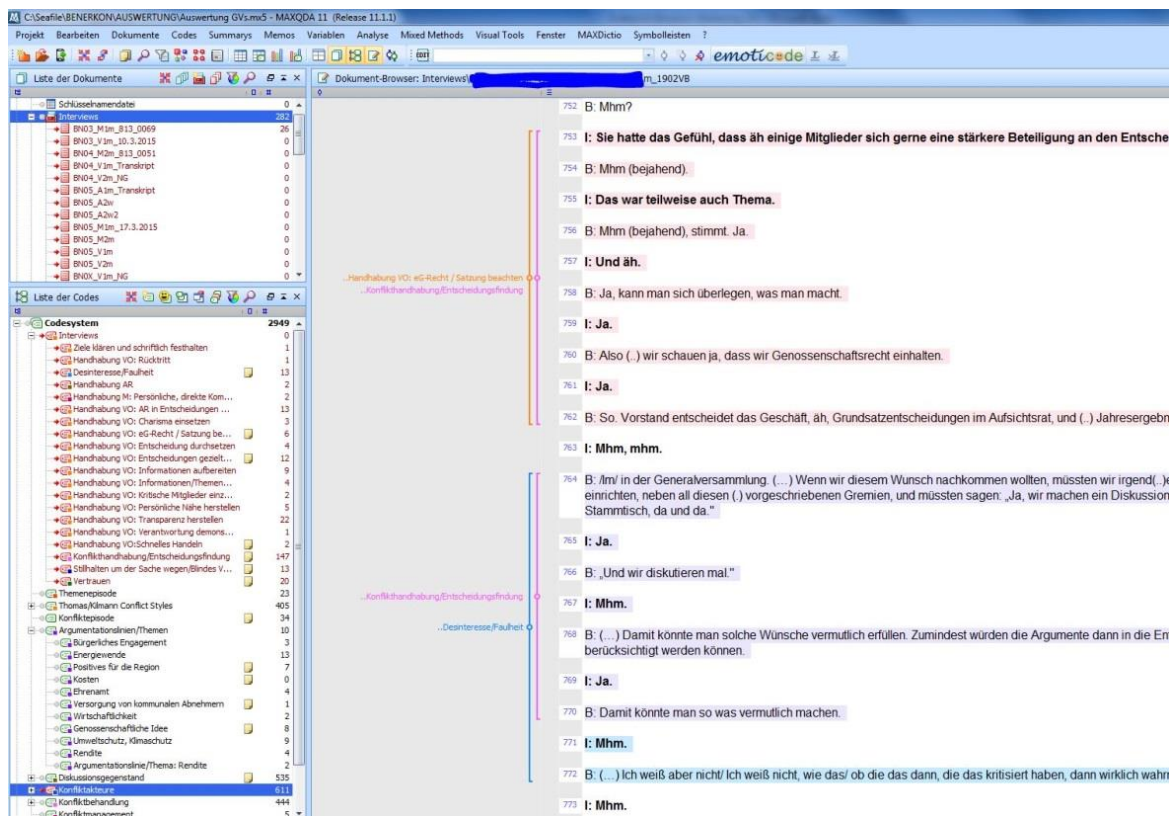 C:\Seafile\BENERKON\AUSWERTUNG\Auswertung GVs.mx5 - MAXQDA 11 (Release 11.1.1)
Projekt Bearbeiten Dokumente Codes Summarys Memos Variablen Analyse Mixed Methods Visual Tools Fenster MAXDictio Symbolleisten ?
emoticode
Liste der Dokumente
Schlüsselnamendatei 0
Interviews 282
BN03_M1m_813_0069 26
BN03_V1m_10.3.2015 0
BN04_M2m_813_0051 0
BN04_V1m_Transkript 0
BN04_V2m_NG 0
BN05_A1m_Transkript 0
BN05_A2w 0
BN05_A2w2 0
BN05_M1m_17.3.2015 0
BN05_M2m 0
BN05_V1m 0
BN05_V2m 0
BN0X_V1m_NG 0
Liste der Codes
Codesystem 2949
Interviews 0
Ziele klären und schriftlich festhalten 1
Handhabung VO: Rücktritt 1
Desinteresse/Faulheit 13
Handhabung AR 2
Handhabung M: Persönliche, direkte Kom... 2
Handhabung VO: AR in Entscheidungen ... 13
Handhabung VO: Charisma einsetzen 3
Handhabung VO: eG-Recht / Satzung be... 6
Handhabung VO: Entscheidung durchsetzen 4
Handhabung VO: Entscheidungen gezielt... 12
Handhabung VO: Informationen aufbereiten 9
Handhabung VO: Informationen/Themen... 4
Handhabung VO: Kritische Mitglieder einz... 2
Handhabung VO: Persönliche Nähe herstellen 5
Handhabung VO: Transparenz herstellen 22
Handhabung VO: Verantwortung demons... 1
Handhabung VO:Schnelles Handeln 2
Konflikthandhabung/Entscheidungsfindung 147
Stillhalten um der Sache wegen/Blindes V... 13
Vertrauen 20
Themenepisode 23
Thomas/Kilmann Conflict Styles 405
Konfliktepisode 34
Argumentationslinien/Themen 10
Bürgerliches Engagement 3
Energiewende 13
Positives für die Region 7
Kosten 0
Ehrenamt 4
Versorgung von kommunalen Abnehmern 1
Wirtschaftlichkeit 2
Genossenschaftliche Idee 8
Umweltschutz, Klimaschutz 9
Rendite 4
Argumentationslinie/Thema: Rendite 2
Diskussionsgegenstand 535
Konfliktakteure 611
Konfliktbehandlung 444
Konfliktmanagement 5
Dokument-Browser: Interviews\ m_1902VB
752 B: Mhm?
753 I: Sie hatte das Gefühl, dass äh einige Mitglieder sich gerne eine stärkere Beteiligung an den Entsche
754 B: Mhm (bejahend).
755 I: Das war teilweise auch Thema.
756 B: Mhm (bejahend), stimmt. Ja.
757 I: Und äh.
..Handhabung VO: eG-Recht / Satzung beachten
..Konflikthandhabung/Entscheidungsfindung
758 B: Ja, kann man sich überlegen, was man macht.
759 I: Ja.
760 B: Also (..) wir schauen ja, dass wir Genossenschaftsrecht einhalten.
761 I: Ja.
762 B: So. Vorstand entscheidet das Geschäft, äh, Grundsatzentscheidungen im Aufsichtsrat, und (..) Jahresergebn
763 I: Mhm, mhm.
764 B: /Im/ in der Generalversammlung. (...) Wenn wir diesem Wunsch nachkommen wollten, müssten wir irgend(..)e
einrichten, neben all diesen (.) vorgeschriebenen Gremien, und müssten sagen: „Ja, wir machen ein Diskussion
Stammtisch, da und da."
765 I: Ja.
766 B: „Und wir diskutieren mal."
..Konflikthandhabung/Entscheidungsfindung
767 I: Mhm.
..Desinteresse/Faulheit
768 B: (...) Damit könnte man solche Wünsche vermutlich erfüllen. Zumindest würden die Argumente dann in die En
berücksichtigt werden können.
769 I: Ja.
770 B: Damit könnte man so was vermutlich machen.
771 I: Mhm.
772 B: (...) Ich weiß aber nicht/ Ich weiß nicht, wie das/ ob die das dann, die das kritisiert haben, dann wirklich wahrn
773 I: Mhm.